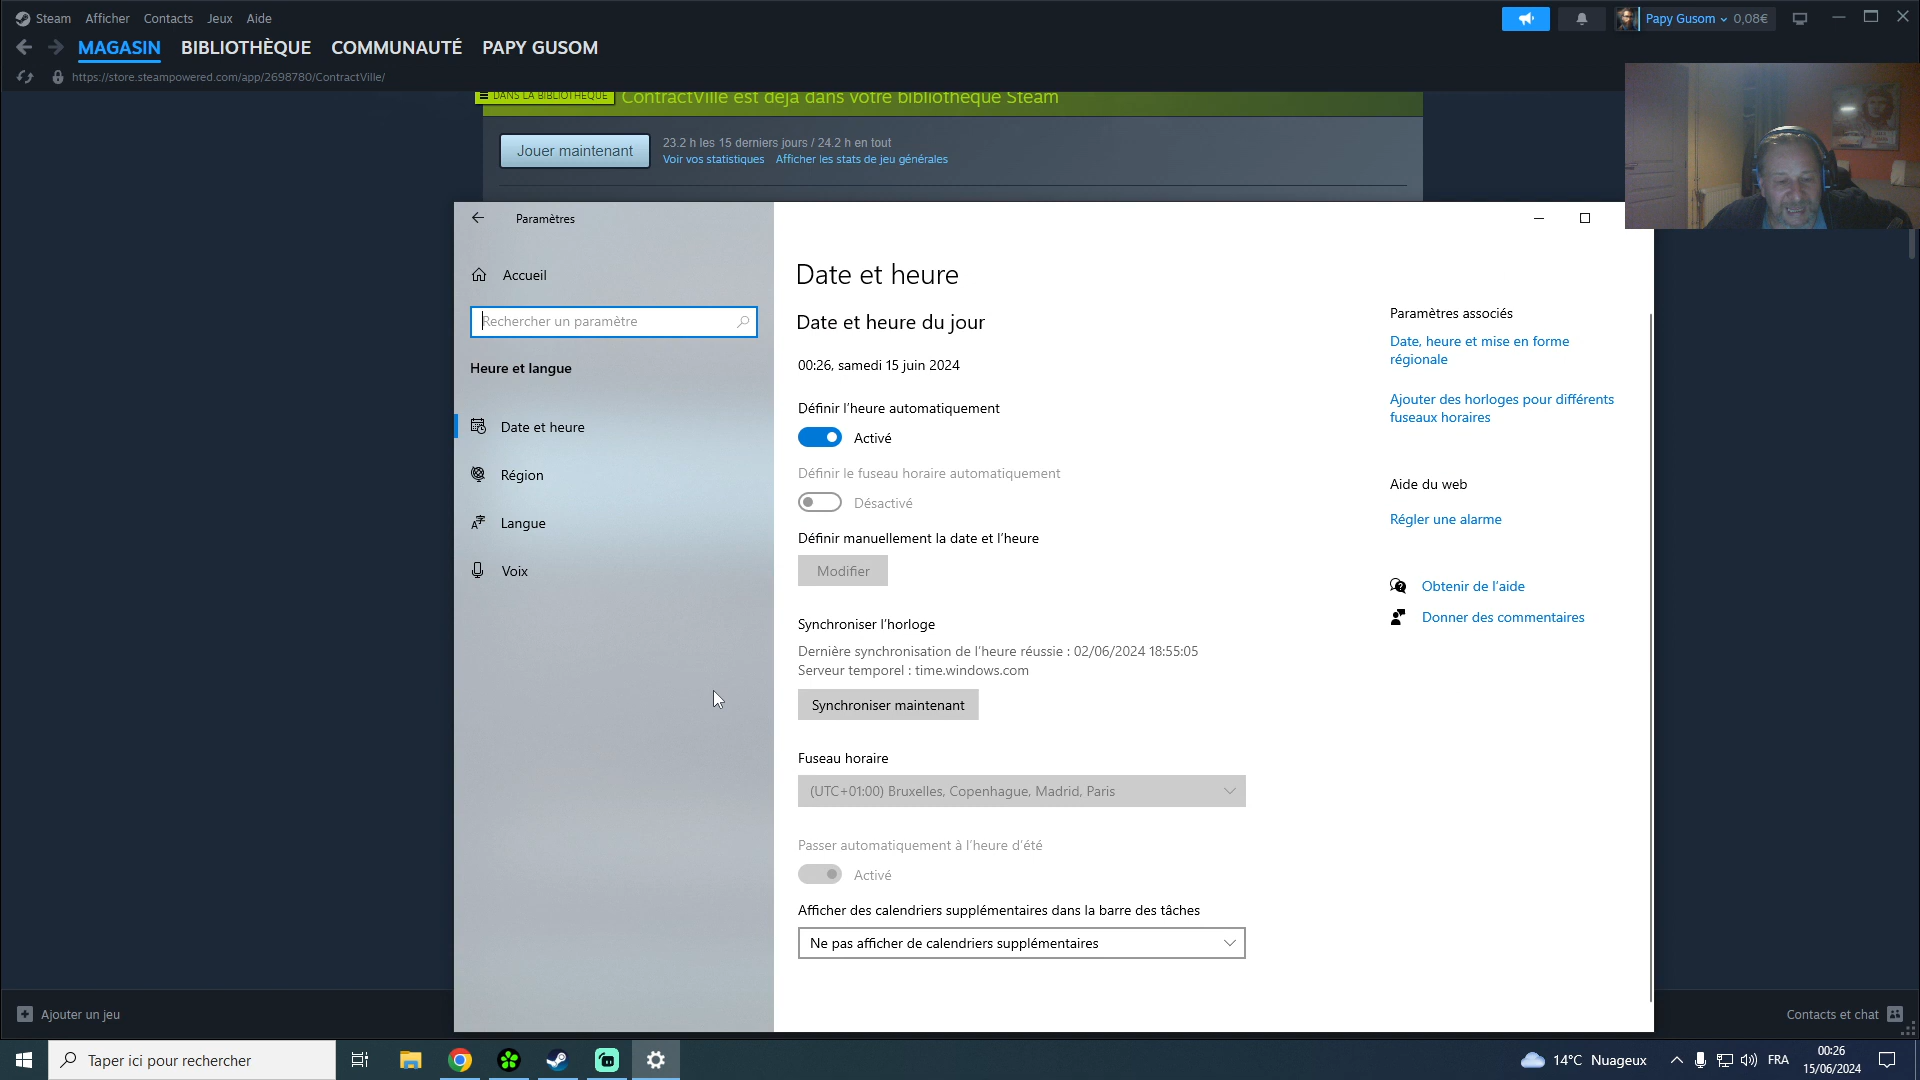 Steam Afficher Contacts Jeux Aide
Papy Gusom 0,08€
MAGASIN BIBLIOTHÈQUE COMMUNAUTÉ PAPY GUSOM
https://store.steampowered.com/app/2698780/ContractVille/
DANS LA BIBLIOTHÈQUE ContractVille est déjà dans votre bibliothèque Steam
Jouer maintenant
23.2 h les 15 derniers jours / 24.2 h en tout
Voir vos statistiques Afficher les stats de jeu générales
Paramètres
Accueil
Rechercher un paramètre
Heure et langue
Date et heure
Région
Langue
Voix
Date et heure
Date et heure du jour
00:26, samedi 15 juin 2024
Définir l'heure automatiquement
Activé
Définir le fuseau horaire automatiquement
Désactivé
Définir manuellement la date et l'heure
Modifier
Synchroniser l'horloge
Dernière synchronisation de l'heure réussie : 02/06/2024 18:55:05
Serveur temporel : time.windows.com
Synchroniser maintenant
Fuseau horaire
(UTC+01:00) Bruxelles, Copenhague, Madrid, Paris
Passer automatiquement à l'heure d'été
Activé
Afficher des calendriers supplémentaires dans la barre des tâches
Ne pas afficher de calendriers supplémentaires
Paramètres associés
Date, heure et mise en forme
régionale
Ajouter des horloges pour différents
fuseaux horaires
Aide du web
Régler une alarme
Obtenir de l'aide
Donner des commentaires
Ajouter un jeu
Contacts et chat
Taper ici pour rechercher
14°C Nuageux
FRA
00:26
15/06/2024